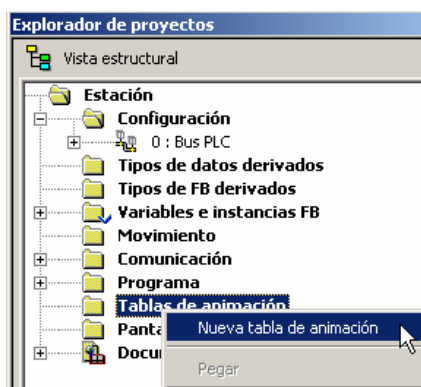 Explorador de proyectos
Vista estructural
Estación
Configuración
0 : Bus PLC
Tipos de datos derivados
Tipos de FB derivados
Variables e instancias FB
Movimiento
Comunicación
Programa
Tablas de animación
Nueva tabla de animación
Pegar